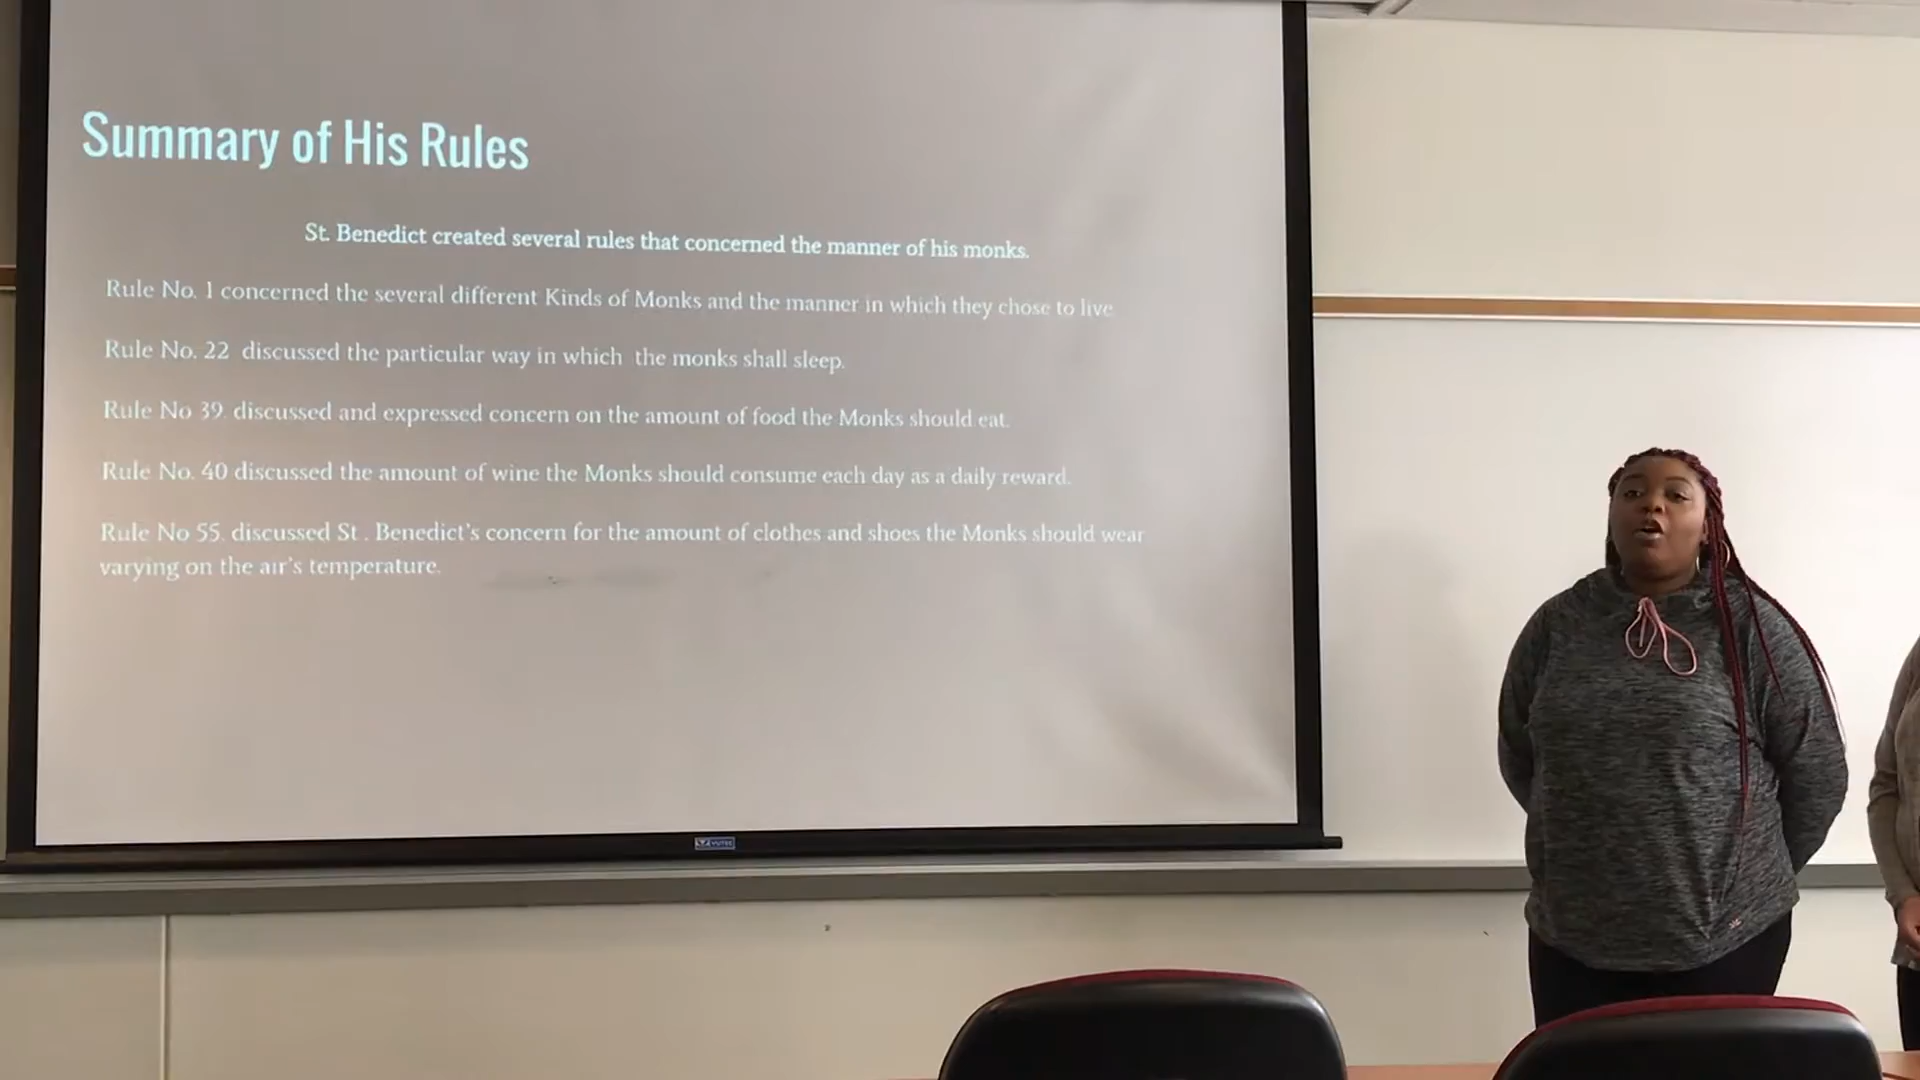 Summary of His Rules
St. Benedict created several rules that concerned the manner of his monks.
Rule No. 1 concerned the several different Kinds of Monks and the manner in which they chose to live
Rule No. 22 discussed the particular way in which the monks shall sleep.
Rule No 39. discussed and expressed concern on the amount of food the Monks should eat.
Rule No. 40 discussed the amount of wine the Monks should consume each day as a daily reward.
Rule No 55. discussed St . Benedict's concern for the amount of clothes and shoes the Monks should wear
varying on the air's temperature.
VUTEC